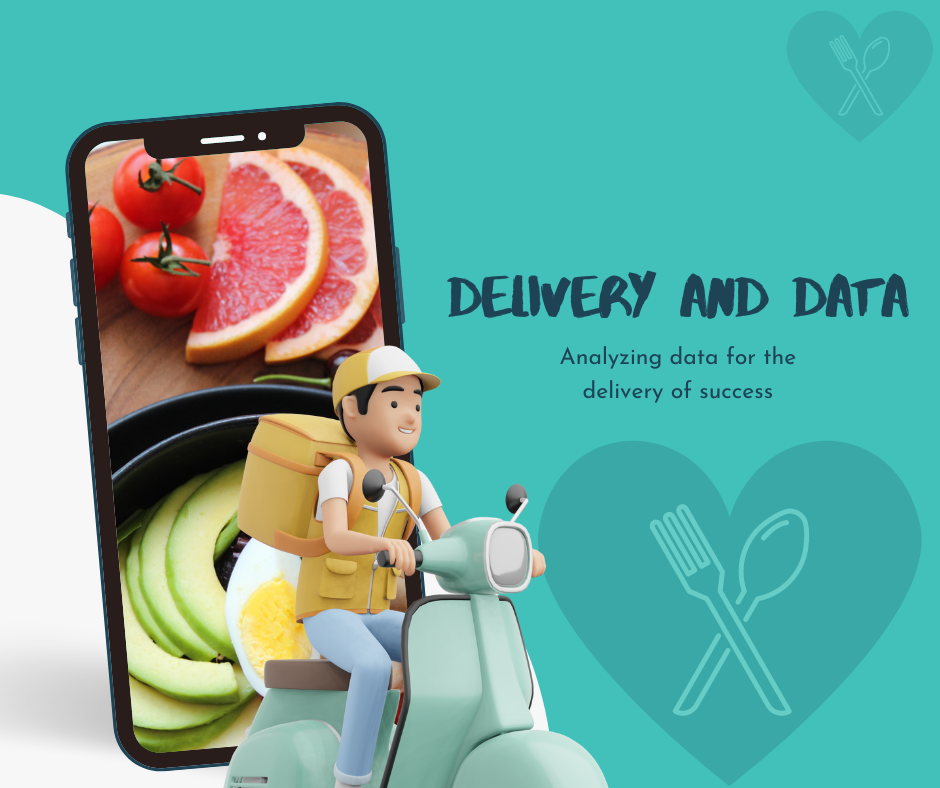 DELIVERY AND DATA
Analyzing data for the
delivery of success